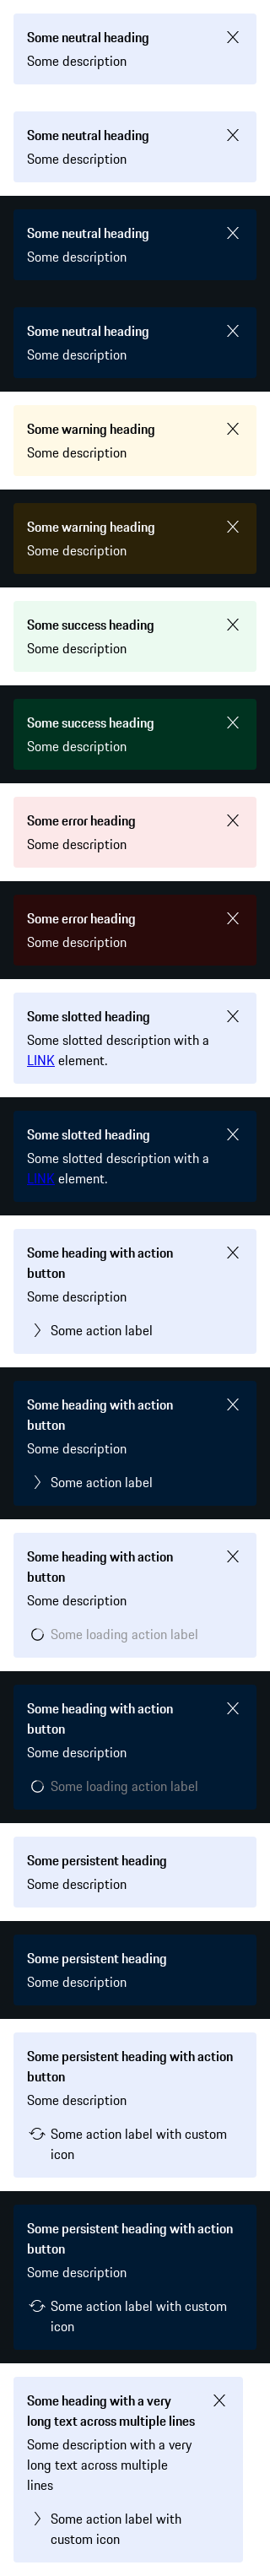 Some neutral heading
Some description
Some neutral heading
Some description
Some neutral heading
Some description
Some neutral heading
Some description
Some warning heading
Some description
Some warning heading
Some description
Some success heading
Some description
Some success heading
Some description
Some error heading
Some description
Some error heading
Some description
Some slotted heading
Some slotted description with a
LINK element.
Some slotted heading
Some slotted description with a
LINK element.
Some heading with action
button
Some description
Some action label
Some heading with action
button
Some description
Some action label
Some heading with action
button
Some description
Some loading action label
Some heading with action
button
Some description
Some loading action label
Some persistent heading
Some description
Some persistent heading
Some description
Some persistent heading with action
button
Some description
Some action label with custom
icon
Some persistent heading with action
button
Some description
Some action label with custom
icon
Some heading with a very
long text across multiple lines
Some description with a very
long text across multiple
lines
Some action label with
custom icon